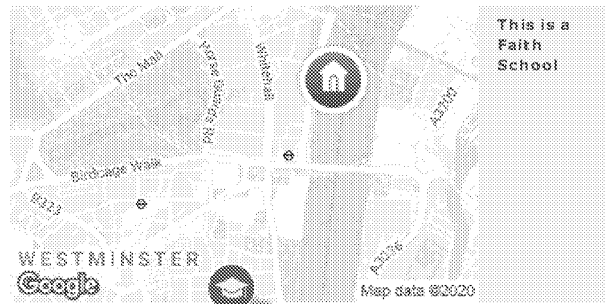 This is a
Faith
School
The Mall
Horse Guards Rd
Whitehall
A3200
Birdcage Walk
B323
A3036
WESTMINSTER
Google
Map data ©2020